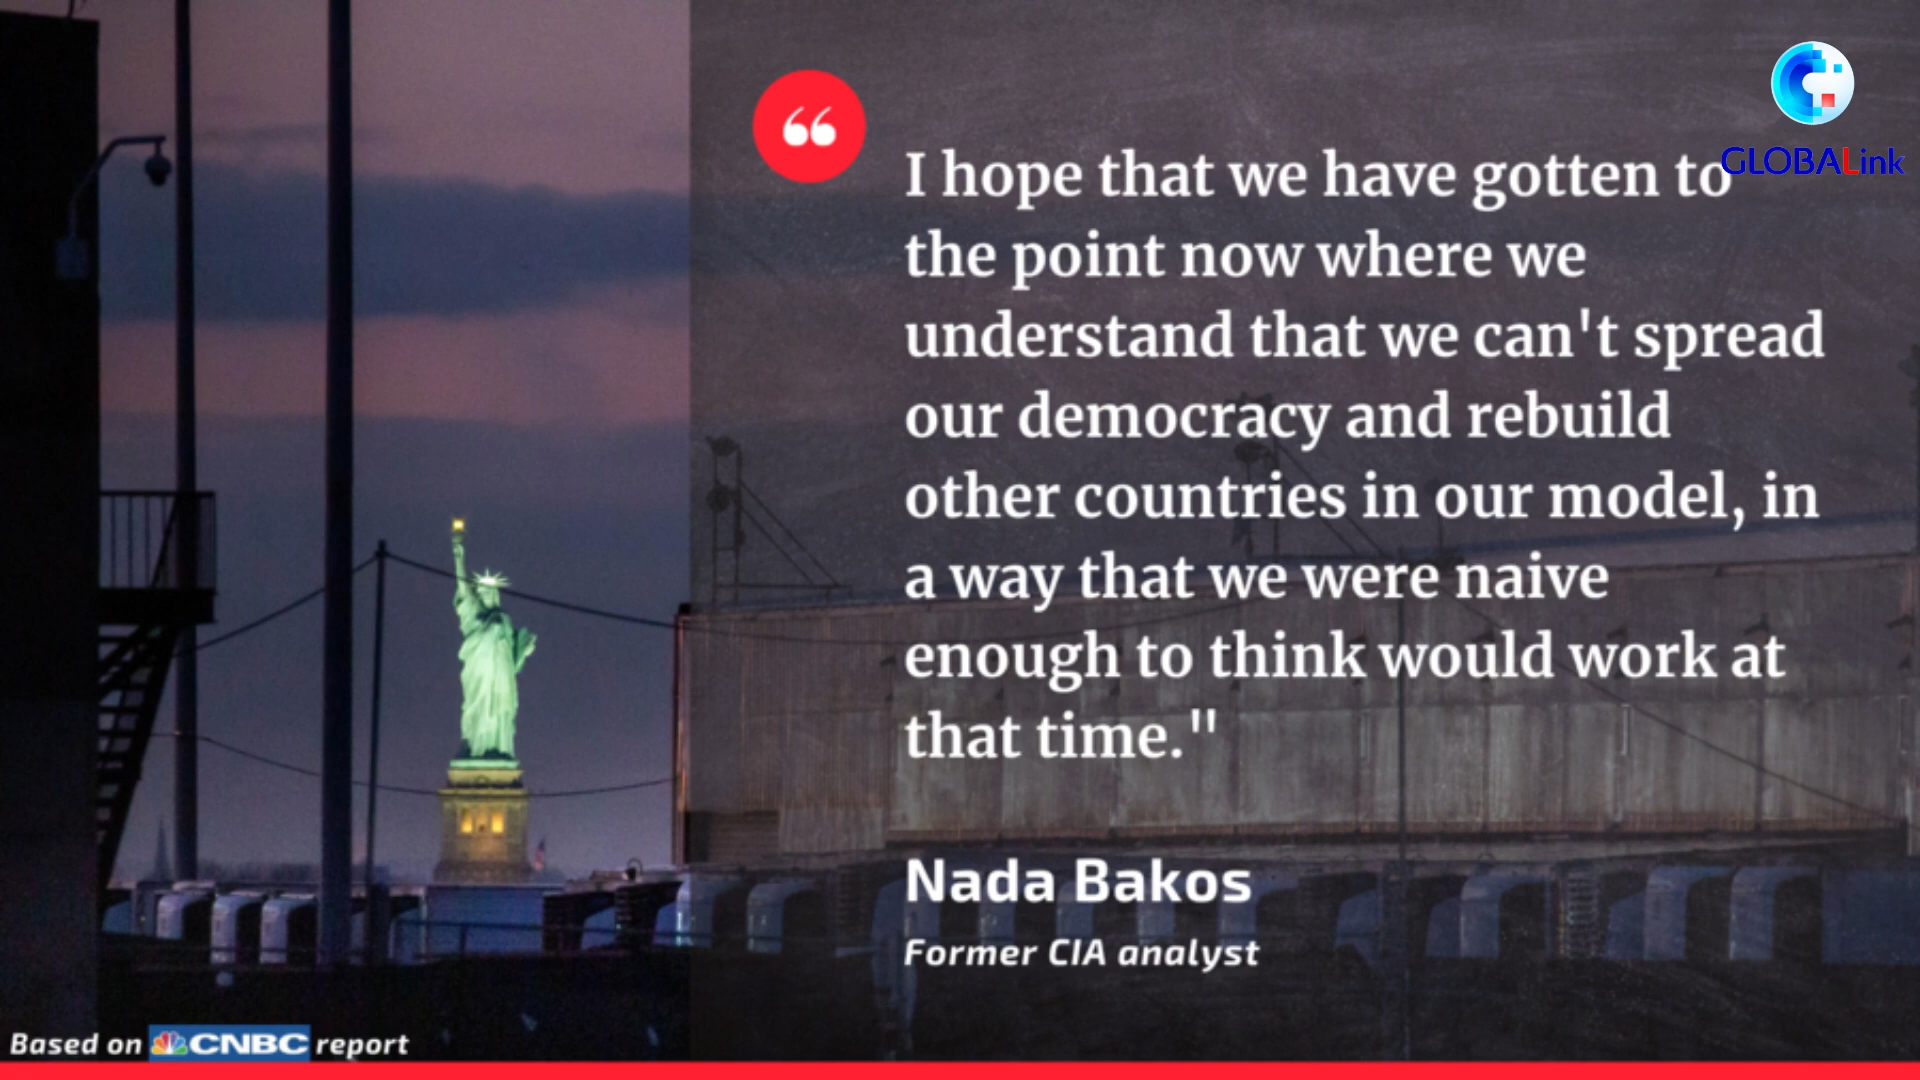 GLOBALink
“
I hope that we have gotten to
the point now where we
understand that we can't spread
our democracy and rebuild
other countries in our model, in
a way that we were naive
enough to think would work at
that time."
Nada Bakos
Former CIA analyst
Based on CNBC report